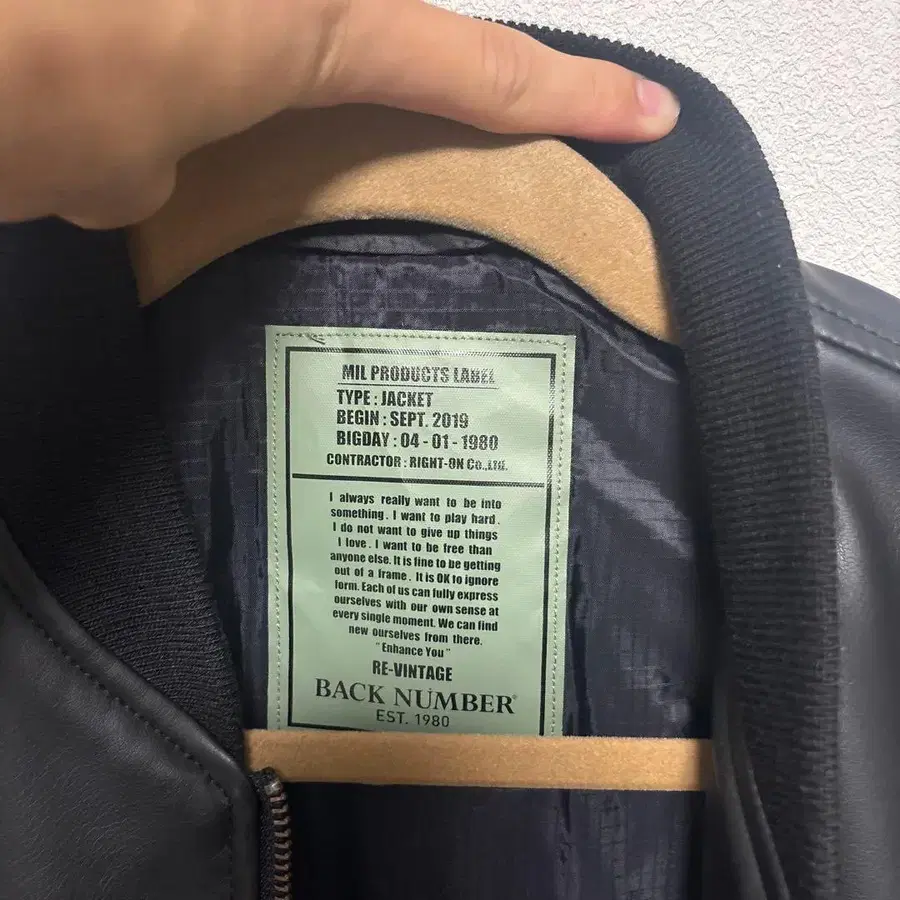 MIL PRODUCTS LABEL
TYPE : JACKET
BEGIN : SEPT. 2019
BIGDAY : 04 - 01 - 1980
CONTRACTOR : RIGHT-ON CO.,LTD.
I always really want to be into
something. I want to play hard.
I do not want to give up things
I love. I want to be free than
anyone else. It is fine to be getting
out of a frame. It is OK to ignore
form. Each of us can fully express
ourselves with our own sense at
every single moment. We can find
new ourselves from there.
"Enhance You"
RE-VINTAGE
BACK NUMBER®
EST. 1980